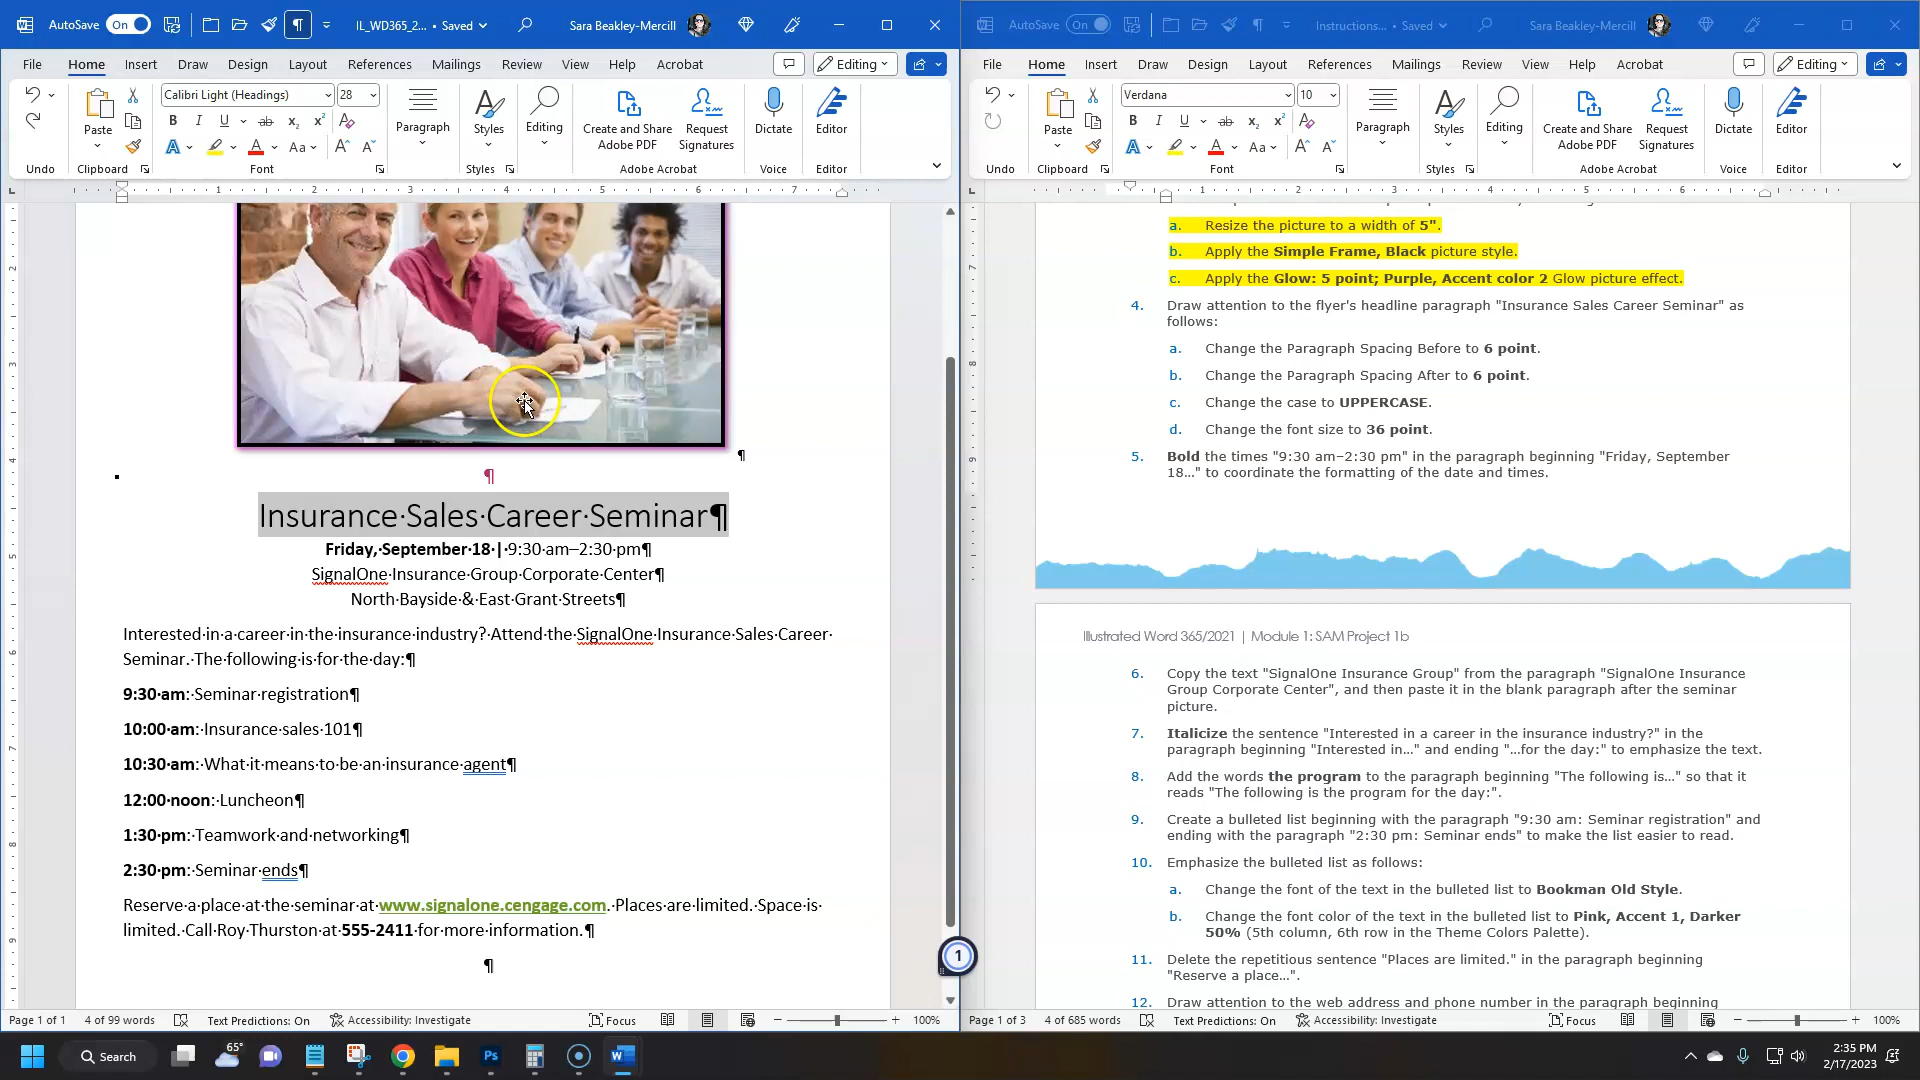 AutoSave On IL_WD365_2... • Saved Sara Beakley-Mercill
File Home Insert Draw Design Layout References Mailings Review View Help Acrobat Editing
Calibri Light (Headings) 28
Paste Paragraph Styles Editing Create and Share Adobe PDF Request Signatures Dictate Editor
Undo Clipboard Font Styles Adobe Acrobat Voice Editor
1 2 3 4 5 6 7
Insurance Sales Career Seminar¶
Friday, September 18 | 9:30 am–2:30 pm¶
SignalOne Insurance Group Corporate Center¶
North Bayside & East Grant Streets¶
Interested in a career in the insurance industry? Attend the SignalOne Insurance Sales Career
Seminar. The following is for the day:¶
9:30 am: Seminar registration¶
10:00 am: Insurance sales 101¶
10:30 am: What it means to be an insurance agent¶
12:00 noon: Luncheon¶
1:30 pm: Teamwork and networking¶
2:30 pm: Seminar ends¶
Reserve a place at the seminar at www.signalone.cengage.com. Places are limited. Space is
limited. Call Roy Thurston at 555-2411 for more information.¶
1
Page 1 of 1 4 of 99 words Text Predictions: On Accessibility: Investigate Focus 100%
AutoSave On Instructions... • Saved Sara Beakley-Mercill
File Home Insert Draw Design Layout References Mailings Review View Help Acrobat Editing
Verdana 10
Paste Paragraph Styles Editing Create and Share Adobe PDF Request Signatures Dictate Editor
Undo Clipboard Font Styles Adobe Acrobat Voice Editor
1 2 3 4 5 6
a. Resize the picture to a width of 5".
b. Apply the Simple Frame, Black picture style.
c. Apply the Glow: 5 point; Purple, Accent color 2 Glow picture effect.
4. Draw attention to the flyer's headline paragraph "Insurance Sales Career Seminar" as
follows:
a. Change the Paragraph Spacing Before to 6 point.
b. Change the Paragraph Spacing After to 6 point.
c. Change the case to UPPERCASE.
d. Change the font size to 36 point.
5. Bold the times "9:30 am–2:30 pm" in the paragraph beginning "Friday, September
18..." to coordinate the formatting of the date and times.
Illustrated Word 365/2021 | Module 1: SAM Project 1b
6. Copy the text "SignalOne Insurance Group" from the paragraph "SignalOne Insurance
Group Corporate Center", and then paste it in the blank paragraph after the seminar
picture.
7. Italicize the sentence "Interested in a career in the insurance industry?" in the
paragraph beginning "Interested in..." and ending "...for the day:" to emphasize the text.
8. Add the words the program to the paragraph beginning "The following is..." so that it
reads "The following is the program for the day:".
9. Create a bulleted list beginning with the paragraph "9:30 am: Seminar registration" and
ending with the paragraph "2:30 pm: Seminar ends" to make the list easier to read.
10. Emphasize the bulleted list as follows:
a. Change the font of the text in the bulleted list to Bookman Old Style.
b. Change the font color of the text in the bulleted list to Pink, Accent 1, Darker
50% (5th column, 6th row in the Theme Colors Palette).
11. Delete the repetitious sentence "Places are limited." in the paragraph beginning
"Reserve a place...".
12. Draw attention to the web address and phone number in the paragraph beginning
Page 1 of 3 4 of 685 words Text Predictions: On Accessibility: Investigate Focus 100%
Search 65° 2:35 PM
2/17/2023